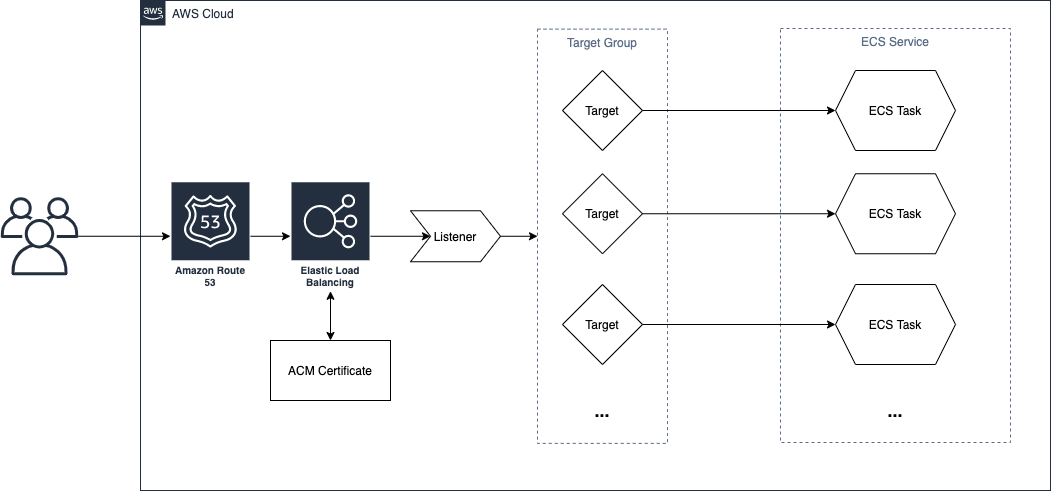 aws
AWS Cloud
Target Group
ECS Service
Target
ECS Task
Target
ECS Task
53
Listener
Amazon Route
53
Elastic Load
Balancing
Target
ECS Task
ACM Certificate
...
...